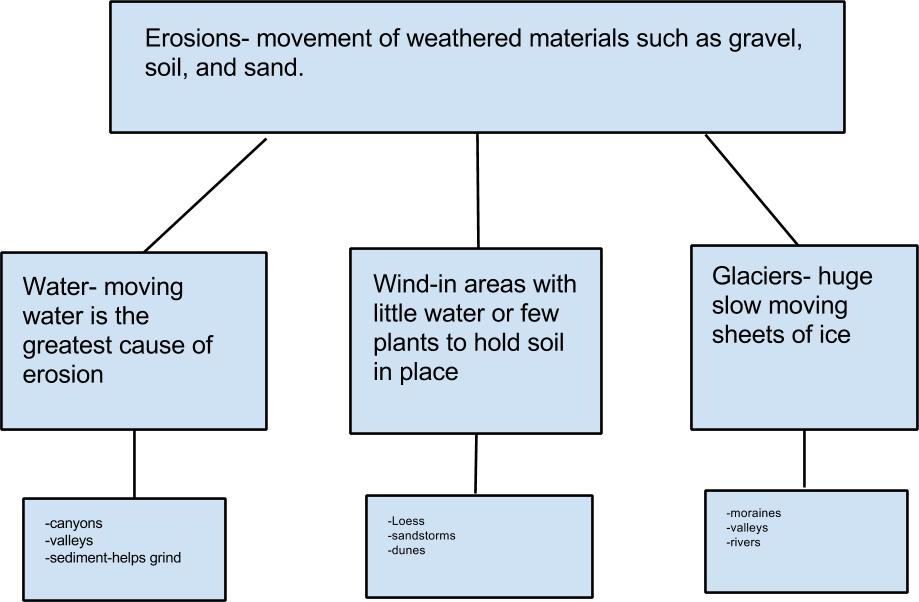 Erosions- movement of weathered materials such as gravel,
soil, and sand.
Water- moving
water is the
greatest cause of
erosion
Wind-in areas with
little water or few
plants to hold soil
in place
Glaciers- huge
slow moving
sheets of ice
-canyons
-valleys
-sediment-helps grind
-Loess
-sandstorms
-dunes
-moraines
-valleys
-rivers